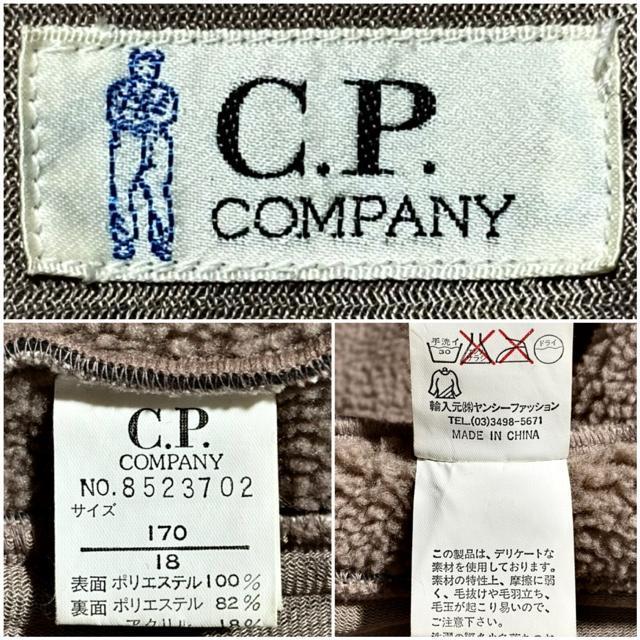 C.P.
COMPANY
C.P.
COMPANY
NO.8523702
サイズ
170
18
表面 ポリエステル100%
裏面 ポリエステル 82%
アクリル 18%
手洗イ
30
ドライ
輸入元㈱ヤンシーファッション
TEL.(03)3498-5671
MADE IN CHINA
この製品は、デリケートな
素材を使用しております。
素材の特性上、摩擦に弱
く、毛抜けや毛羽立ち、
毛玉が起こり易いので、
ご注意下さい。